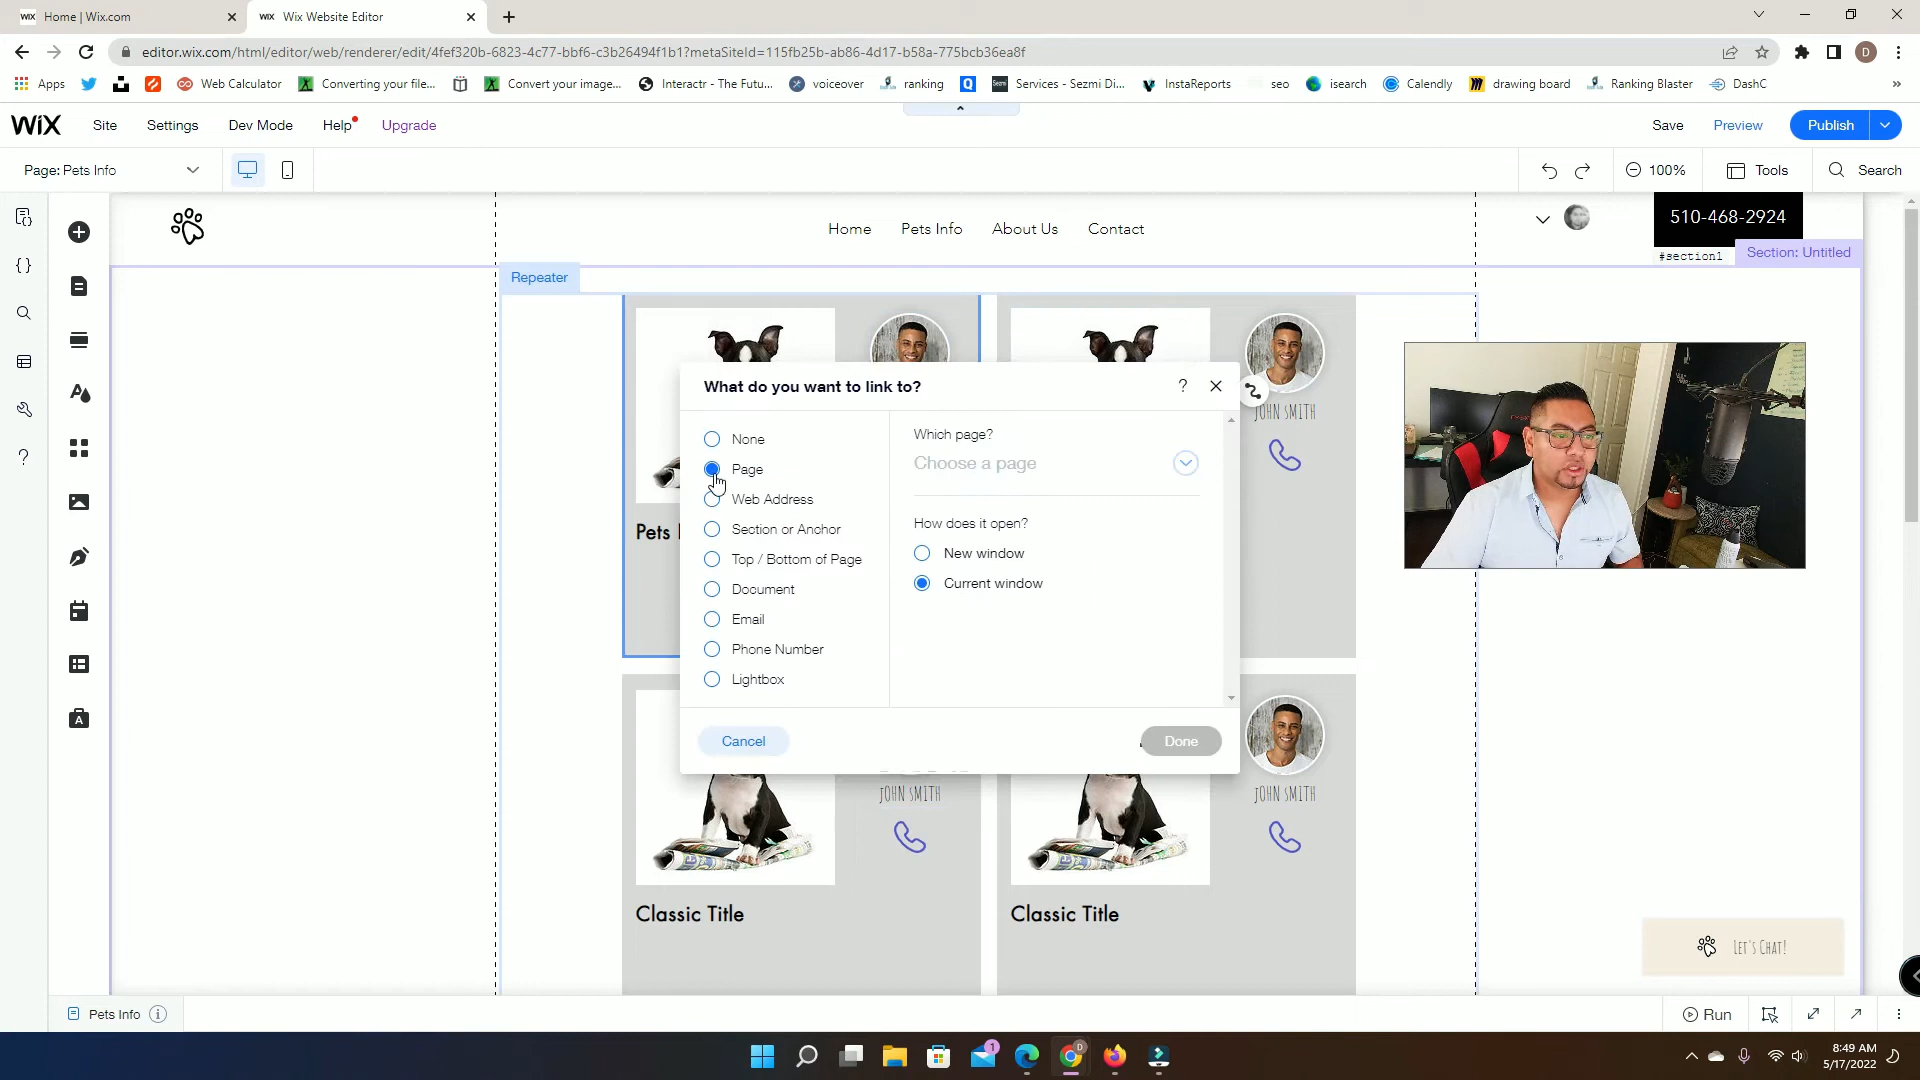 WIX Home | Wix.com
WIX Wix Website Editor
editor.wix.com/html/editor/web/renderer/edit/4fef320b-6823-4c77-bbf6-c3b26494f1b1?metaSiteId=115fb25b-ab86-4d17-b58a-775bcb36ea8f
D
Apps Web Calculator Converting your file... Convert your image... Interactr - The Futu... voiceover ranking Services - Sezmi Di... InstaReports seo isearch Calendly drawing board Ranking Blaster DashC »
WIX Site Settings Dev Mode Help Upgrade Save Preview Publish
Page: Pets Info 100% Tools Search
Home Pets Info About Us Contact
510-468-2924
#section1 Section: Untitled
Repeater
What do you want to link to? ?
None
Page
Web Address
Section or Anchor
Top / Bottom of Page
Document
Email
Phone Number
Lightbox
Which page?
Choose a page
How does it open?
New window
Current window
Cancel Done
JOHN SMITH
Pets
JOHN SMITH JOHN SMITH
Classic Title Classic Title
LET'S CHAT!
Pets Info Run
1
D
8:49 AM
5/17/2022